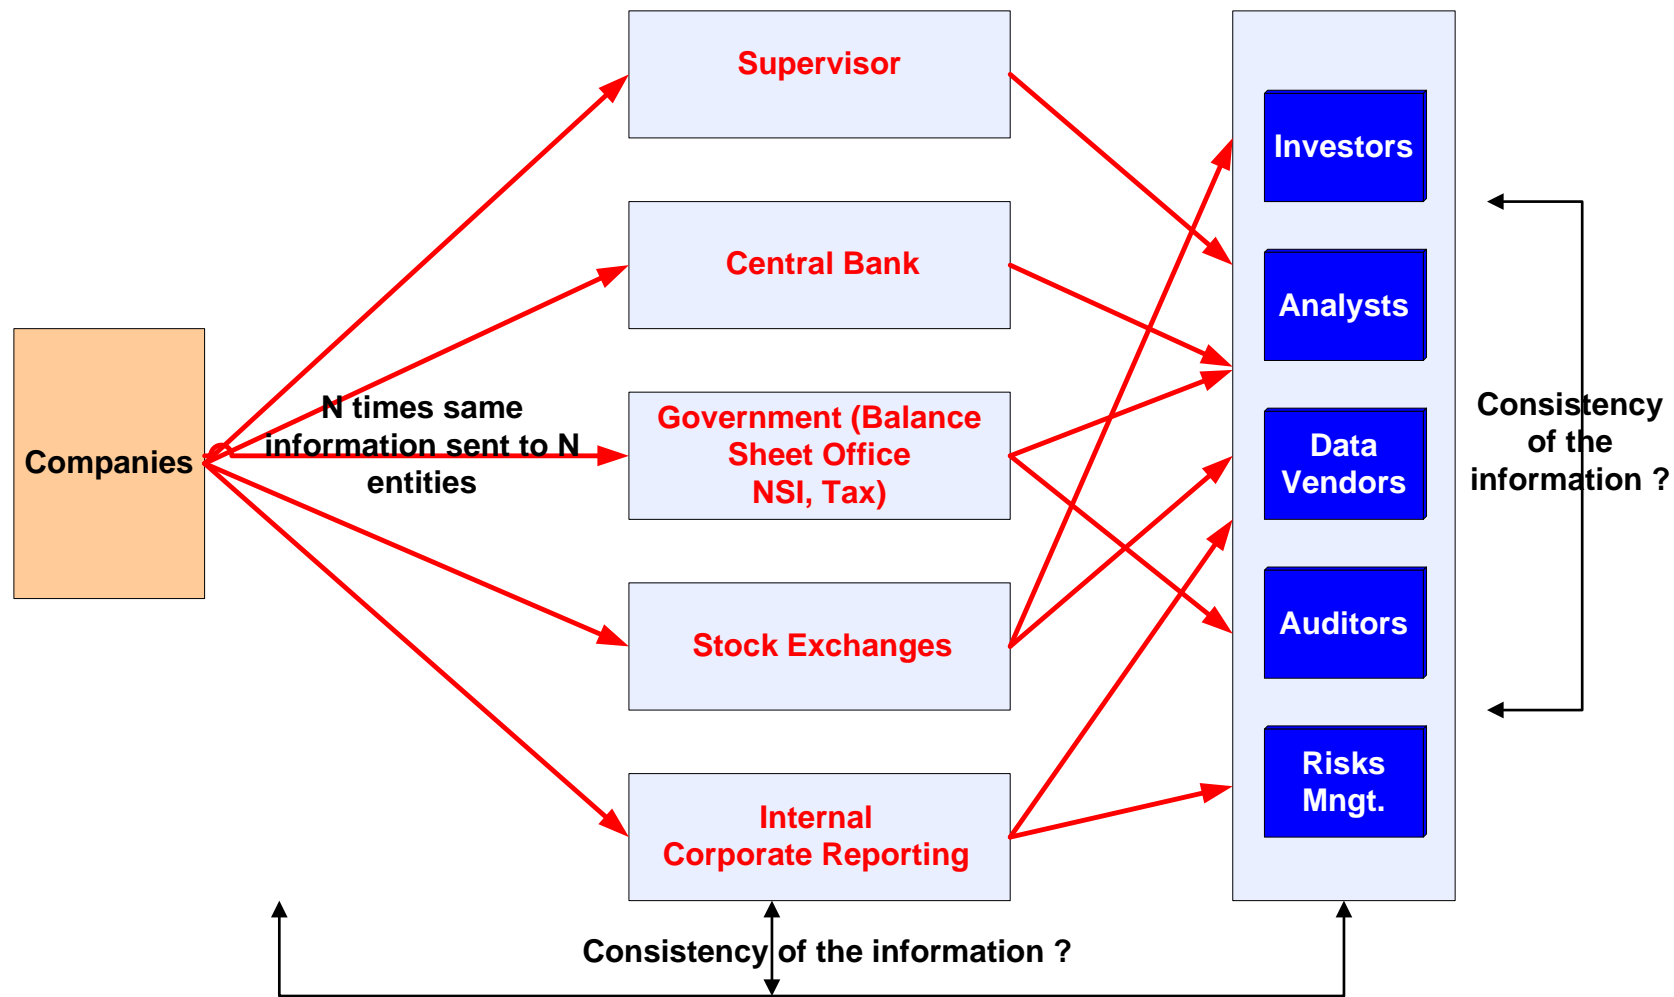 Companies
N times same
information sent to N
entities
Supervisor
Central Bank
Government (Balance
Sheet Office
NSI, Tax)
Stock Exchanges
Internal
Corporate Reporting
Investors
Analysts
Data
Vendors
Auditors
Risks
Mngt.
Consistency
of the
information ?
Consistency of the information ?